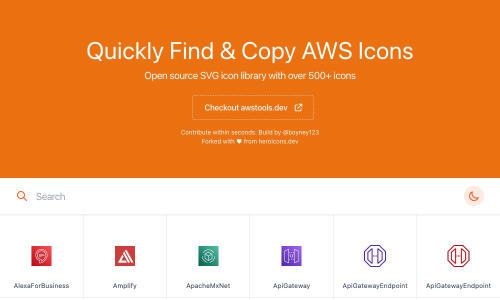 Quickly Find & Copy AWS Icons
Open source SVG icon library with over 500+ icons
Checkout awstools.dev
Contribute within seconds. Build by @boyney123
Forked with ♥ from heroicons.dev
Search
AlexaForBusiness
Amplify
ApacheMxNet
ApiGateway
ApiGatewayEndpoint
ApiGatewayEndpoint